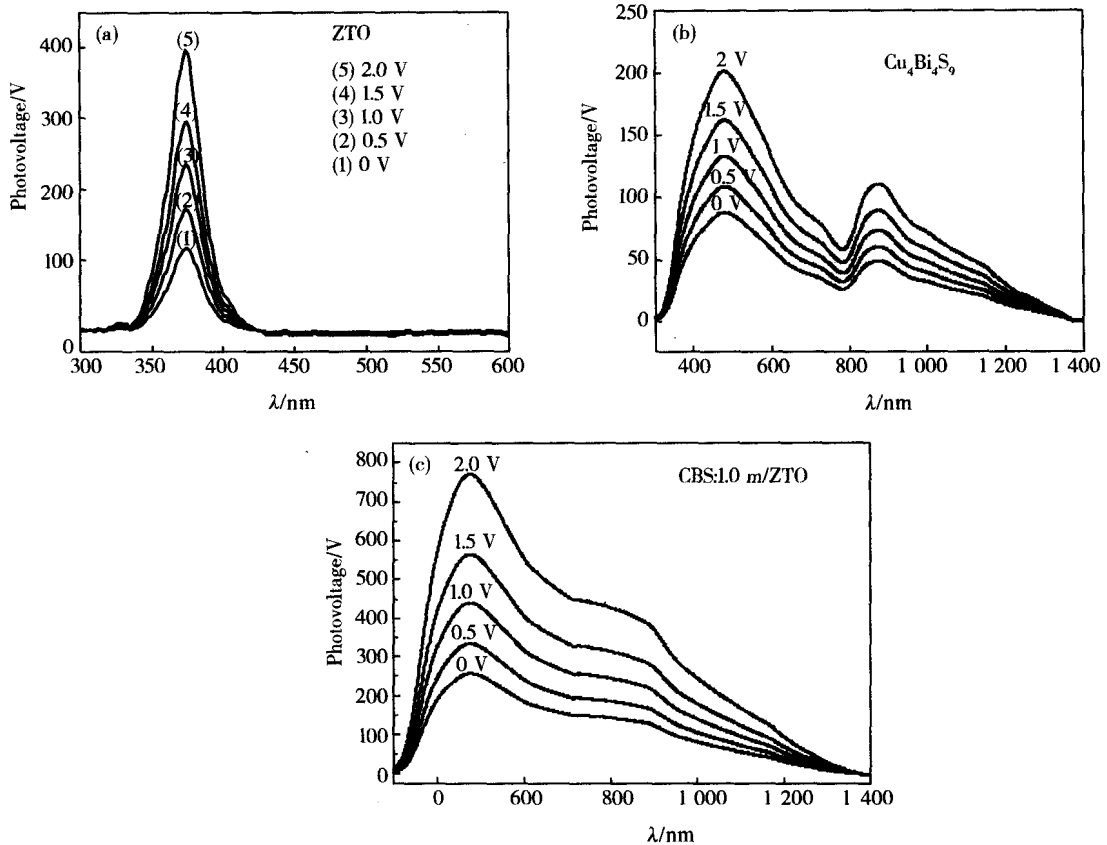 (a)
ZTO
(5) 2.0 V
(4) 1.5 V
(3) 1.0 V
(2) 0.5 V
(1) 0 V
(5)
(4)
(3)
(2)
(1)
Photovoltage/V
400
300
200
100
0
0
300
350
400
450
500
550
600
λ/nm
(b)
Cu₄Bi₄S₉
2 V
1.5 V
1 V
0.5 V
0 V
Photovoltage/V
250
200
150
100
50
0
400
600
800
1 000
1 200
1 400
λ/nm
(c)
CBS:1.0 m/ZTO
2.0 V
1.5 V
1.0 V
0.5 V
0 V
Photovoltage/V
800
700
600
500
400
300
200
100
0
0
600
800
1 000
1 200
1 400
λ/nm